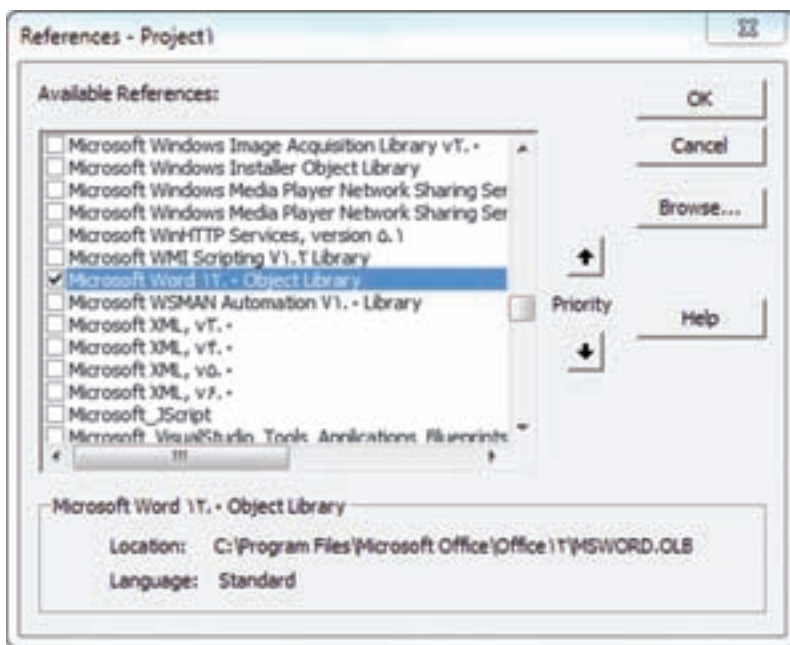 References - Project۱
Available References:
Microsoft Windows Image Acquisition Library v۲.۰
Microsoft Windows Installer Object Library
Microsoft Windows Media Player Network Sharing Ser
Microsoft Windows Media Player Network Sharing Ser
Microsoft WinHTTP Services, version ۵.۱
Microsoft WMI Scripting V۱.۲ Library
Microsoft Word ۱۲.۰ Object Library
Microsoft WSMAN Automation V۱.۰ Library
Microsoft XML, v۳.۰
Microsoft XML, v۴.۰
Microsoft XML, v۵.۰
Microsoft XML, v۶.۰
Microsoft_JScript
Microsoft_VisualStudio_Tools_Applications_Blueprints
OK
Cancel
Browse...
Priority
Help
Microsoft Word ۱۲.۰ Object Library
Location: C:\Program Files\Microsoft Office\Office۱۲\MSWORD.OLB
Language: Standard